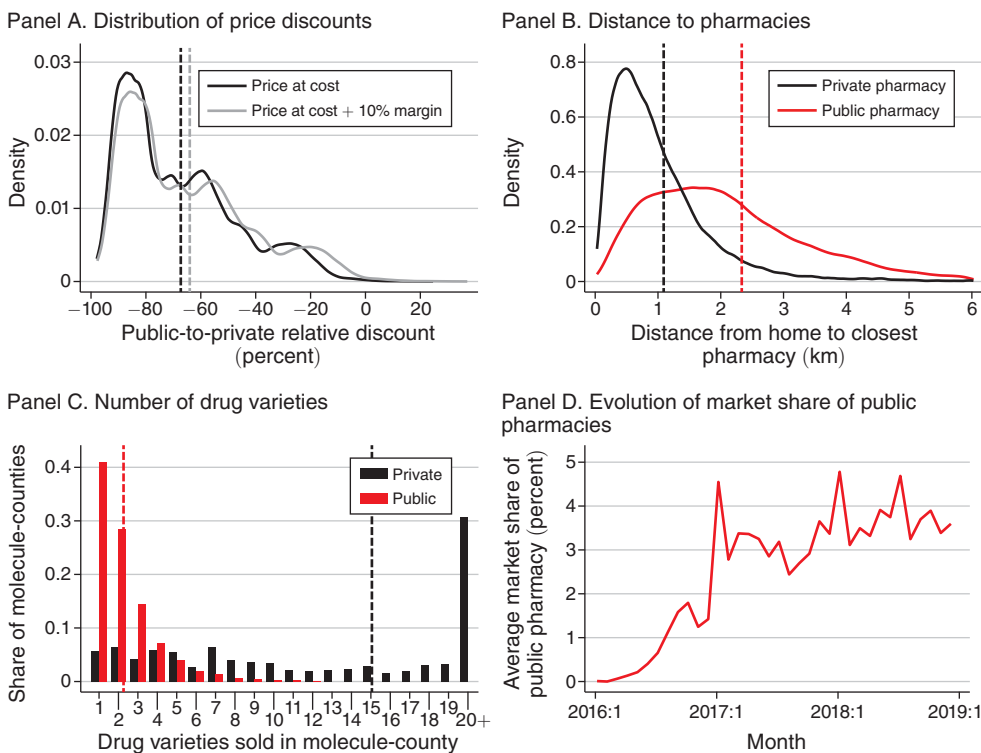 Panel A. Distribution of price discounts
0.03
0.02
0.01
0
Density
Price at cost
Price at cost + 10% margin
−100 −80 −60 −40 −20 0 20
Public-to-private relative discount
(percent)
Panel B. Distance to pharmacies
0.8
0.6
0.4
0.2
0
Density
Private pharmacy
Public pharmacy
0 1 2 3 4 5 6
Distance from home to closest
pharmacy (km)
Panel C. Number of drug varieties
0.4
0.3
0.2
0.1
0
Share of molecule-counties
Private
Public
1 3 5 7 9 11 13 15 17 19
2 4 6 8 10 12 14 16 18 20+
Drug varieties sold in molecule-county
Panel D. Evolution of market share of public
pharmacies
5
4
3
2
1
0
Average market share of
public pharmacy (percent)
2016:1 2017:1 2018:1 2019:1
Month